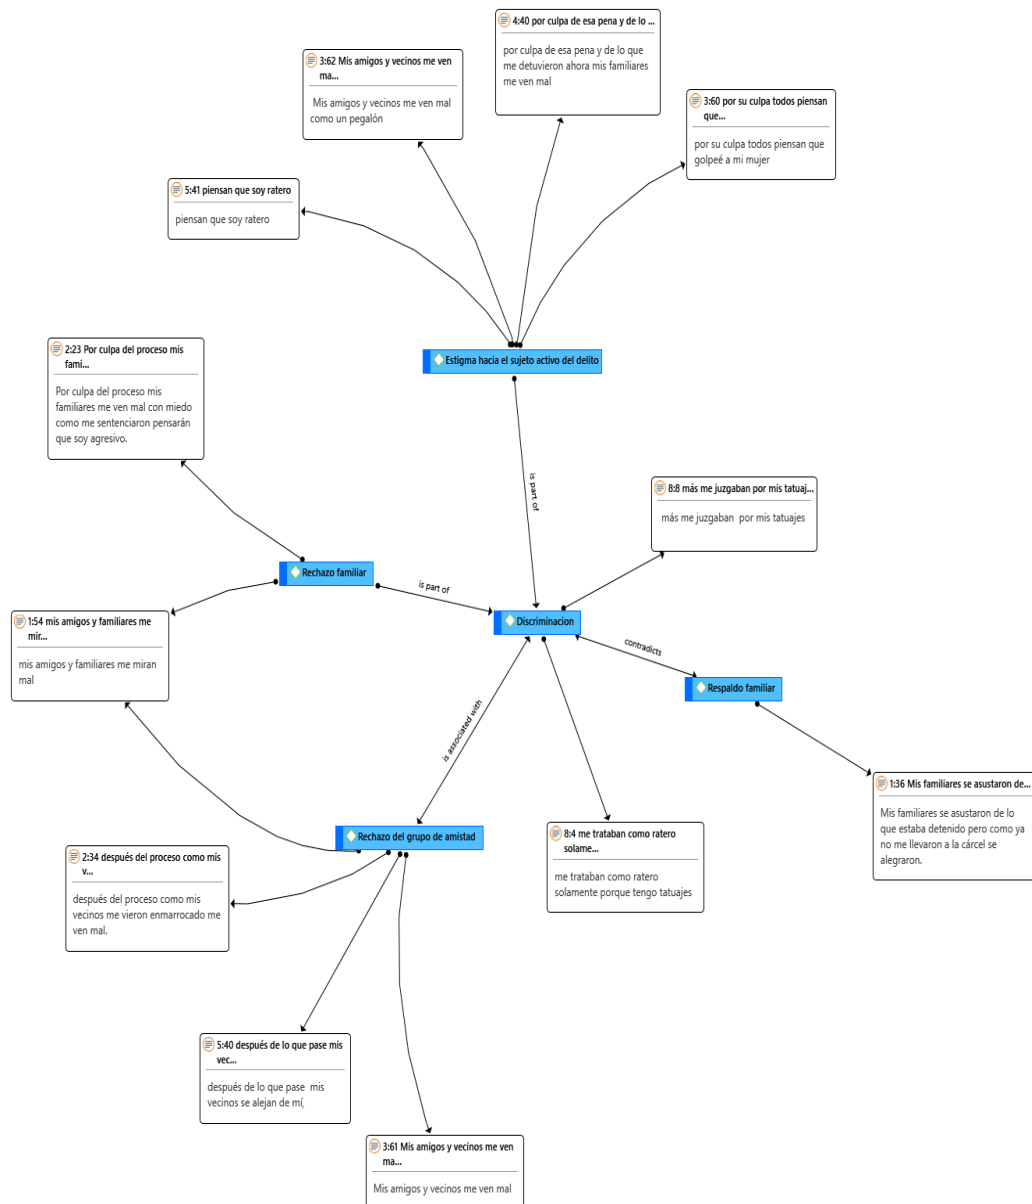 4:40 por culpa de esa pena y de lo ...
por culpa de esa pena y de lo que
me detuvieron ahora mis familiares
me ven mal
3:62 Mis amigos y vecinos me ven
ma...
Mis amigos y vecinos me ven mal
como un pegalón
3:60 por su culpa todos piensan
que...
por su culpa todos piensan que
golpeé a mi mujer
5:41 piensan que soy ratero
piensan que soy ratero
Estigma hacia el sujeto activo del delito
2:23 Por culpa del proceso mis
fami...
Por culpa del proceso mis
familiares me ven mal con miedo
como me sentenciaron pensarán
que soy agresivo.
is part of
8:8 más me juzgaban por mis tatuaj...
más me juzgaban por mis tatuajes
Rechazo familiar
is part of
Discriminacion
1:54 mis amigos y familiares me
mir...
mis amigos y familiares me miran
mal
contradicts
Respaldo familiar
is associated with
1:36 Mis familiares se asustaron de...
Mis familiares se asustaron de lo
que estaba detenido pero como ya
no me llevaron a la cárcel se
alegraron.
Rechazo del grupo de amistad
8:4 me trataban como ratero
solame...
me trataban como ratero
solamente porque tengo tatuajes
2:34 después del proceso como mis
v...
después del proceso como mis
vecinos me vieron enmarrocado me
ven mal.
5:40 después de lo que pase mis
vec...
después de lo que pase mis
vecinos se alejan de mí,
3:61 Mis amigos y vecinos me ven
ma...
Mis amigos y vecinos me ven mal